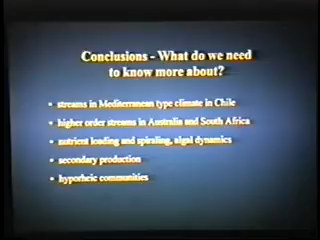 Conclusions - What do we need
to know more about?
• streams in Mediterranean type climate in Chile
• higher order streams in Australia and South Africa
• nutrient loading and spiraling, algal dynamics
• secondary production
• hyporheic communities